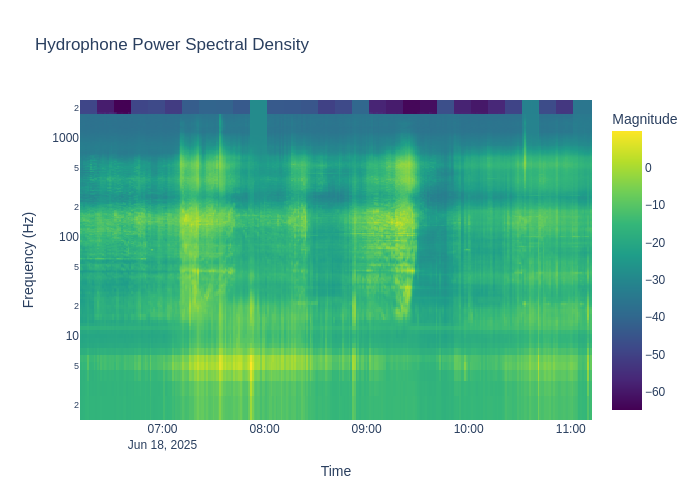 Hydrophone Power Spectral Density
Magnitude
2
1000
5
2
100
5
2
10
5
2
Frequency (Hz)
0
−10
−20
−30
−40
−50
−60
07:00 08:00 09:00 10:00 11:00
Jun 18, 2025
Time